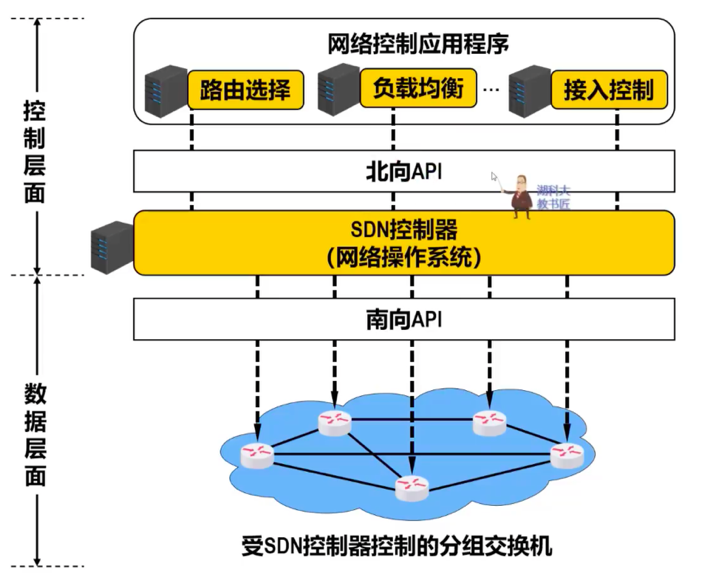 网络控制应用程序
路由选择
负载均衡
…
接入控制
控制层面
北向API
湖科大
教书匠
SDN控制器
(网络操作系统)
南向API
数据层面
受SDN控制器控制的分组交换机